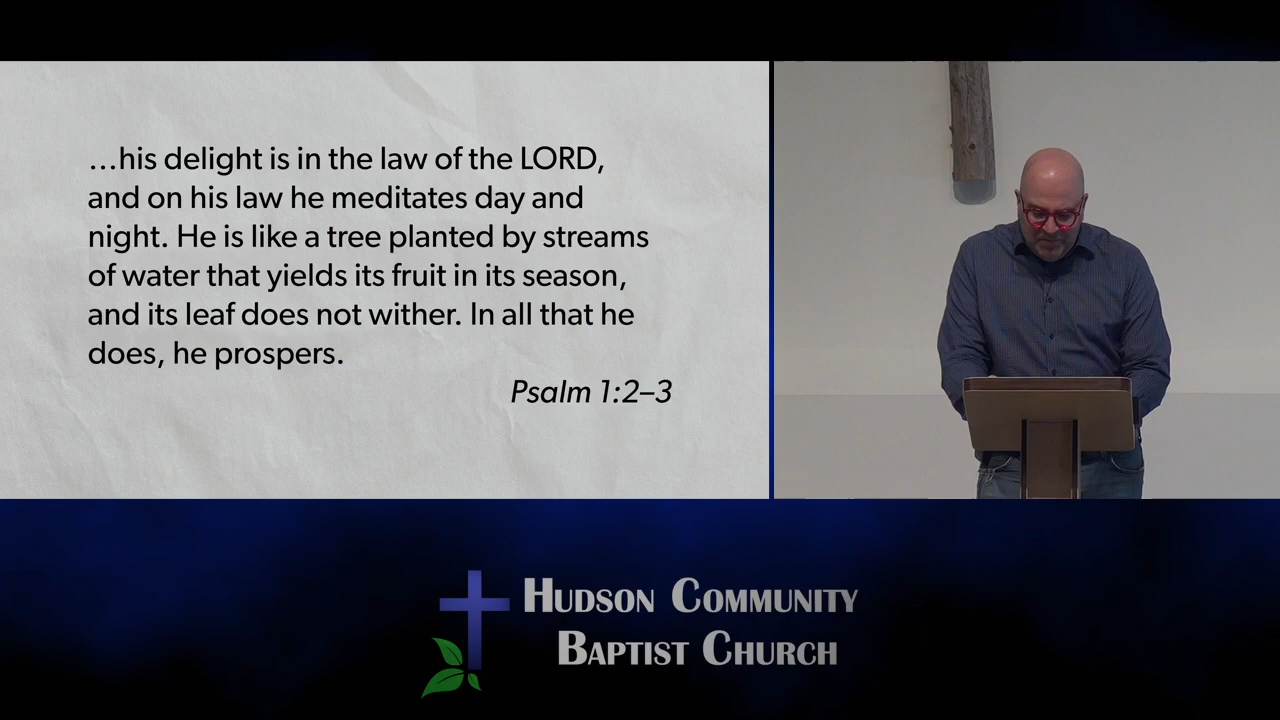 ...his delight is in the law of the LORD,
and on his law he meditates day and
night. He is like a tree planted by streams
of water that yields its fruit in its season,
and its leaf does not wither. In all that he
does, he prospers.
Psalm 1:2–3
HUDSON COMMUNITY
BAPTIST CHURCH